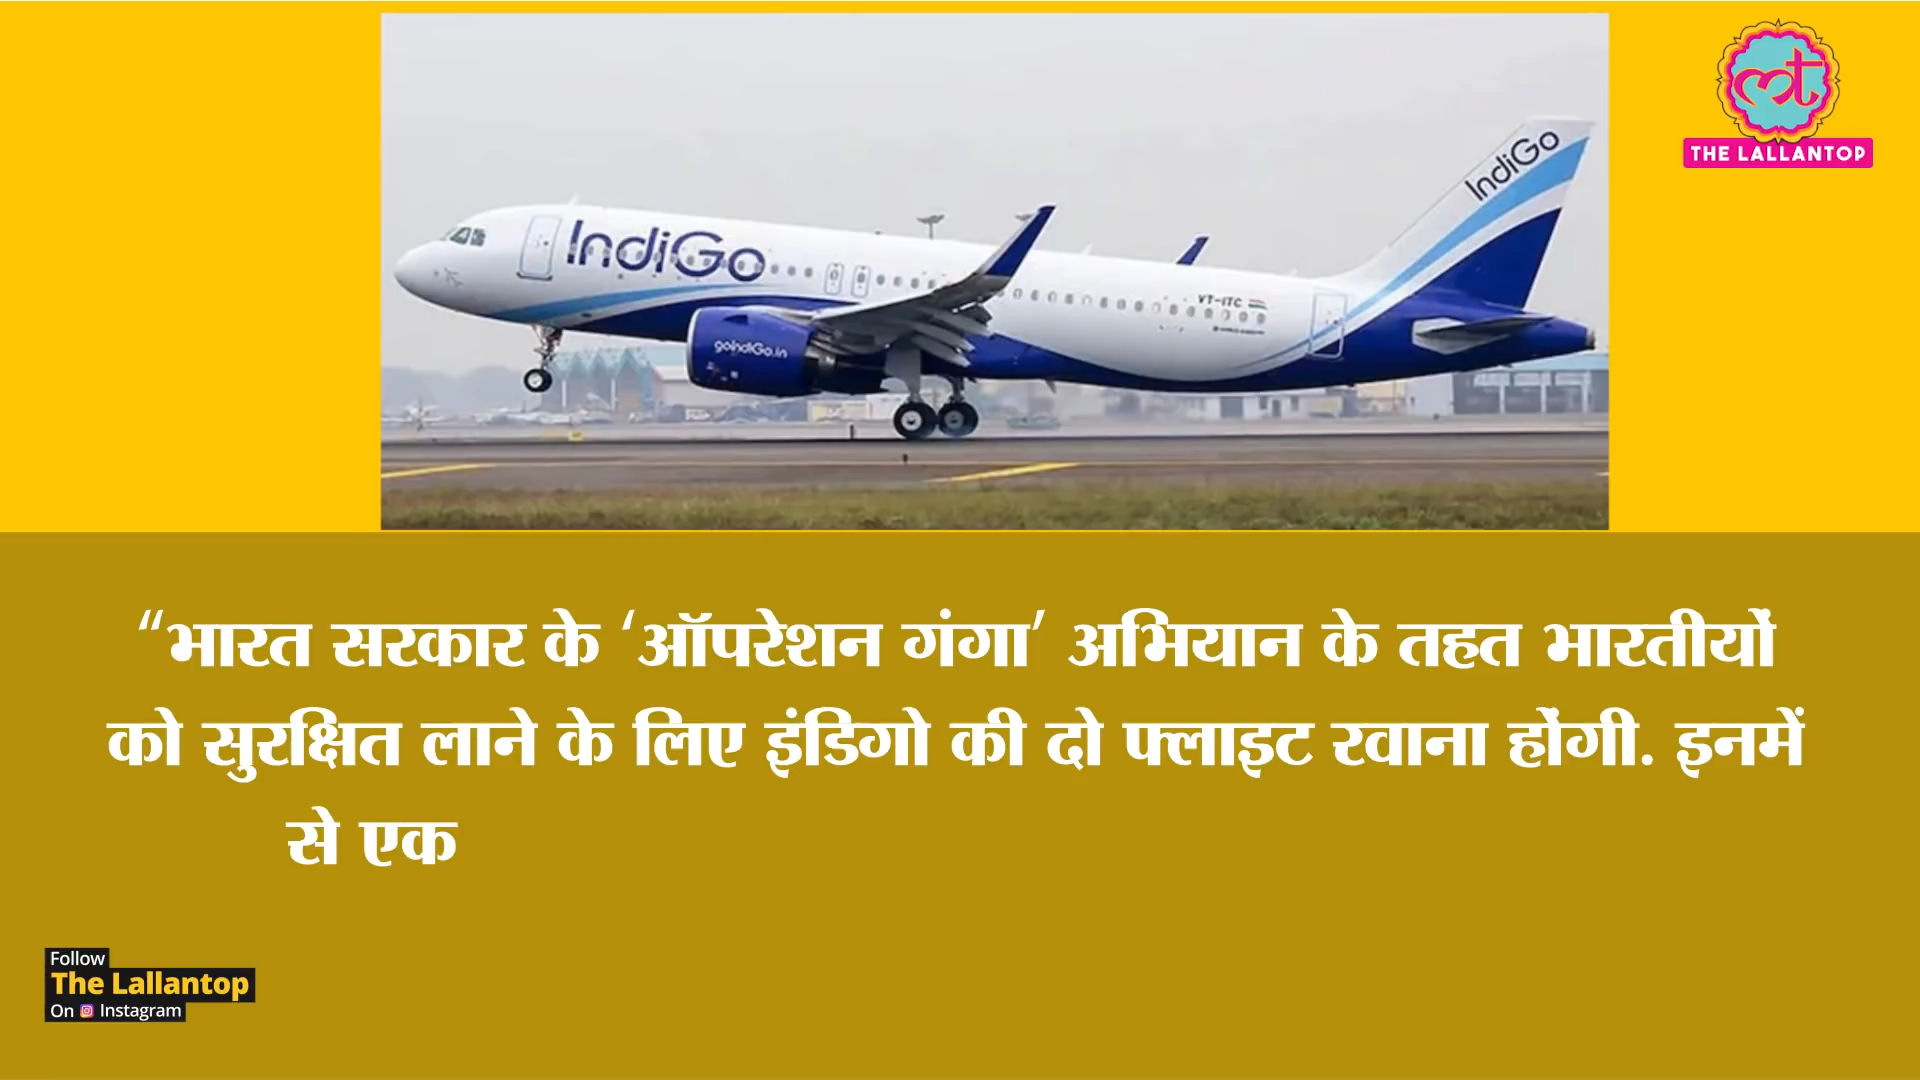 IndiGo
IndiGo
VT-ITC
goindiGo.in
THE LALLANTOP
“भारत सरकार के ‘ऑपरेशन गंगा’ अभियान के तहत भारतीयों
को सुरक्षित लाने के लिए इंडिगो की दो फ्लाइट रवाना होंगी. इनमें
से एक
Follow
The Lallantop
On Instagram